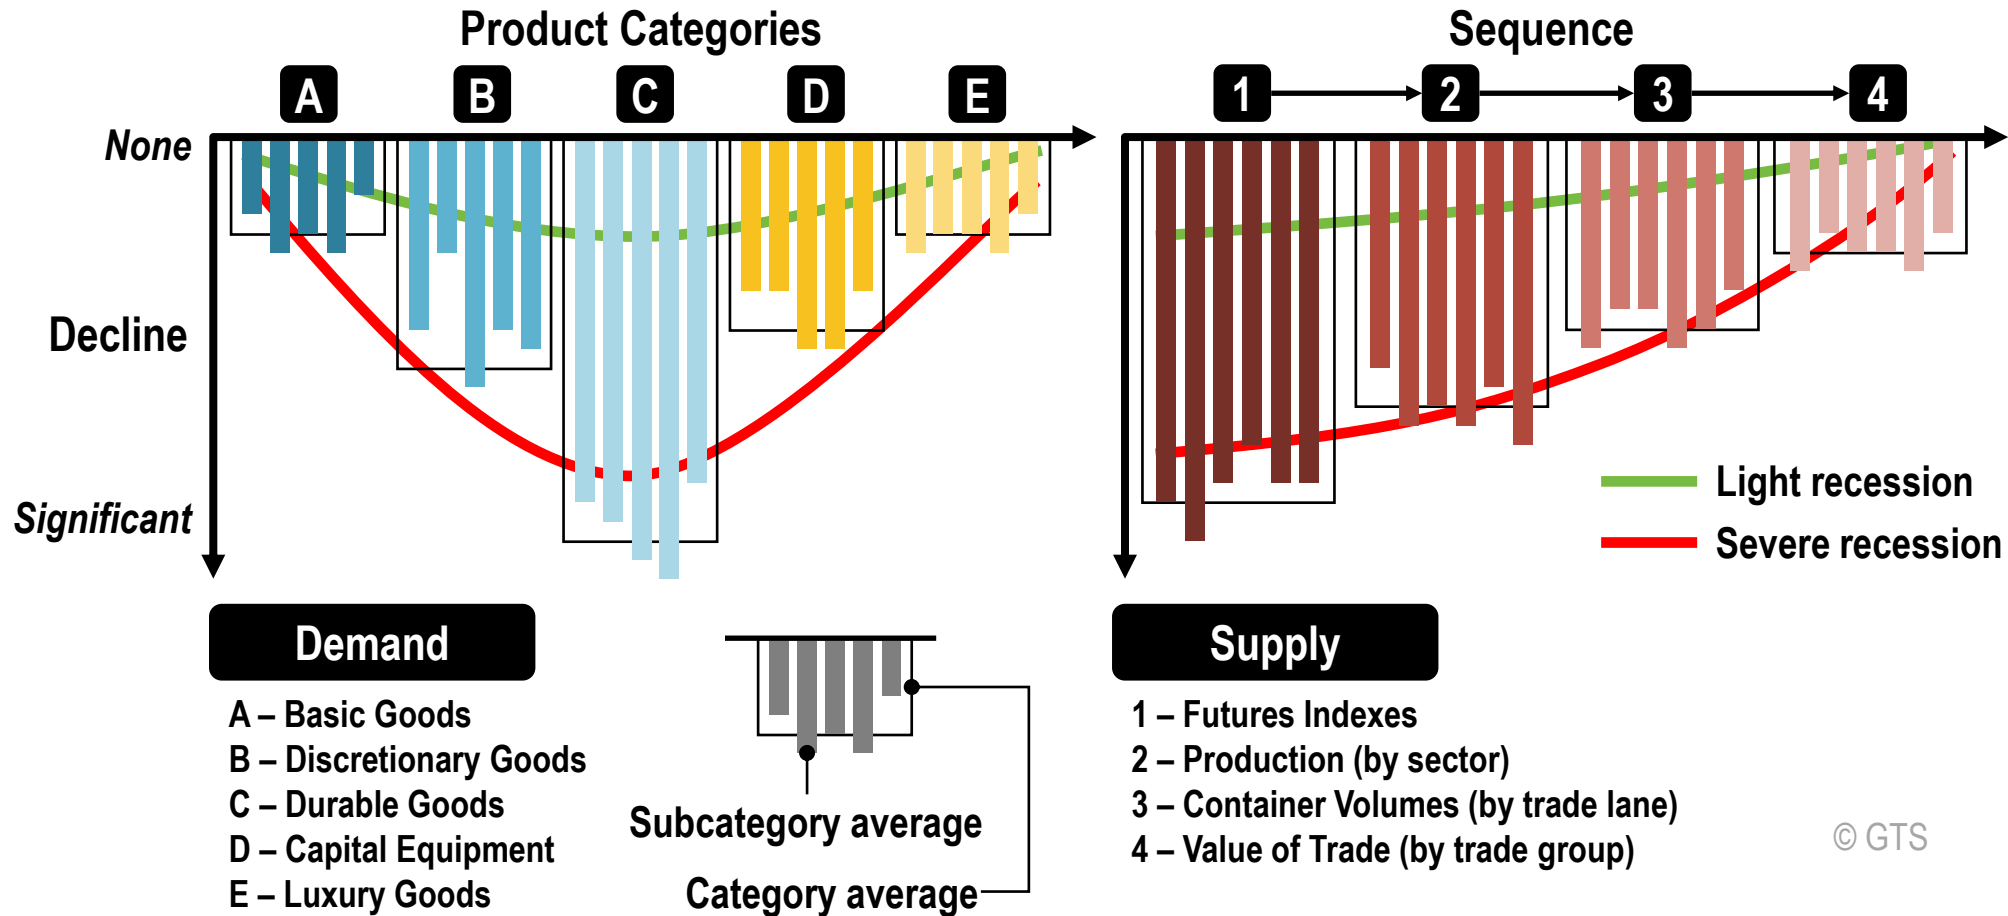 Product Categories
A
B
C
D
E
None
Decline
Significant
Sequence
1
2
3
4
Light recession
Severe recession
Demand
A – Basic Goods
B – Discretionary Goods
C – Durable Goods
D – Capital Equipment
E – Luxury Goods
Subcategory average
Category average
Supply
1 – Futures Indexes
2 – Production (by sector)
3 – Container Volumes (by trade lane)
4 – Value of Trade (by trade group)
© GTS